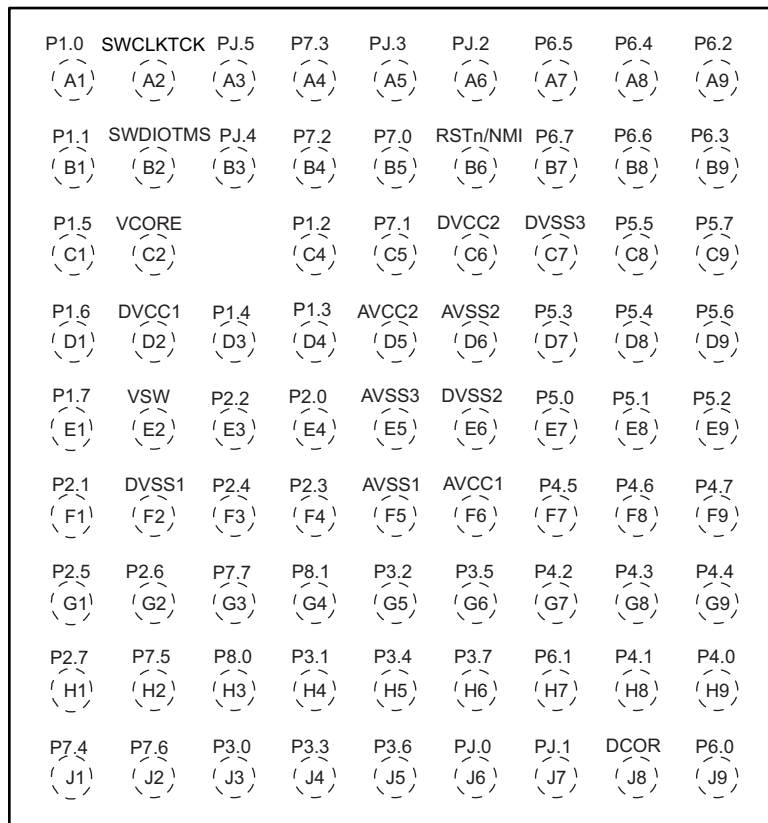 P1.0 SWCLKTCK PJ.5 P7.3 PJ.3 PJ.2 P6.5 P6.4 P6.2
A1 A2 A3 A4 A5 A6 A7 A8 A9
P1.1 SWDIOTMS PJ.4 P7.2 P7.0 RSTn/NMI P6.7 P6.6 P6.3
B1 B2 B3 B4 B5 B6 B7 B8 B9
P1.5 VCORE P1.2 P7.1 DVCC2 DVSS3 P5.5 P5.7
C1 C2 C4 C5 C6 C7 C8 C9
P1.6 DVCC1 P1.4 P1.3 AVCC2 AVSS2 P5.3 P5.4 P5.6
D1 D2 D3 D4 D5 D6 D7 D8 D9
P1.7 VSW P2.2 P2.0 AVSS3 DVSS2 P5.0 P5.1 P5.2
E1 E2 E3 E4 E5 E6 E7 E8 E9
P2.1 DVSS1 P2.4 P2.3 AVSS1 AVCC1 P4.5 P4.6 P4.7
F1 F2 F3 F4 F5 F6 F7 F8 F9
P2.5 P2.6 P7.7 P8.1 P3.2 P3.5 P4.2 P4.3 P4.4
G1 G2 G3 G4 G5 G6 G7 G8 G9
P2.7 P7.5 P8.0 P3.1 P3.4 P3.7 P6.1 P4.1 P4.0
H1 H2 H3 H4 H5 H6 H7 H8 H9
P7.4 P7.6 P3.0 P3.3 P3.6 PJ.0 PJ.1 DCOR P6.0
J1 J2 J3 J4 J5 J6 J7 J8 J9